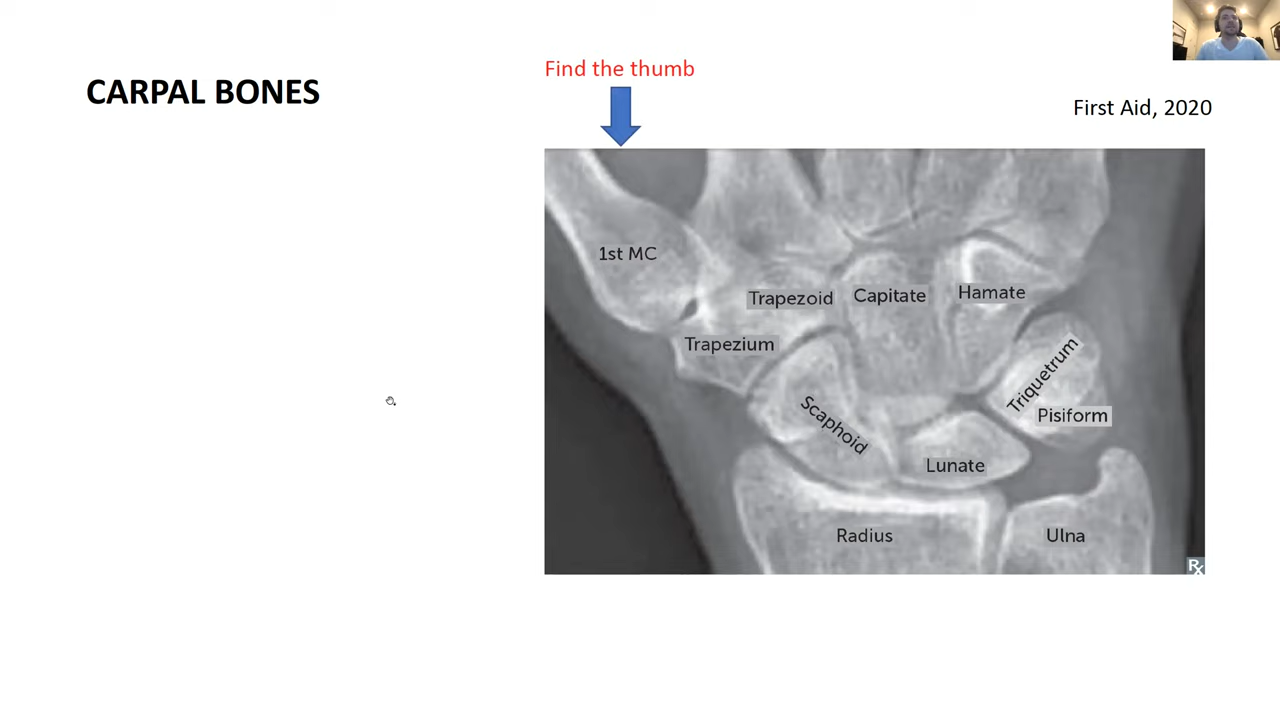 CARPAL BONES
Find the thumb
First Aid, 2020
1st MC
Trapezoid
Capitate
Hamate
Trapezium
Triquetrum
Pisiform
Scaphoid
Lunate
Radius
Ulna
Rx